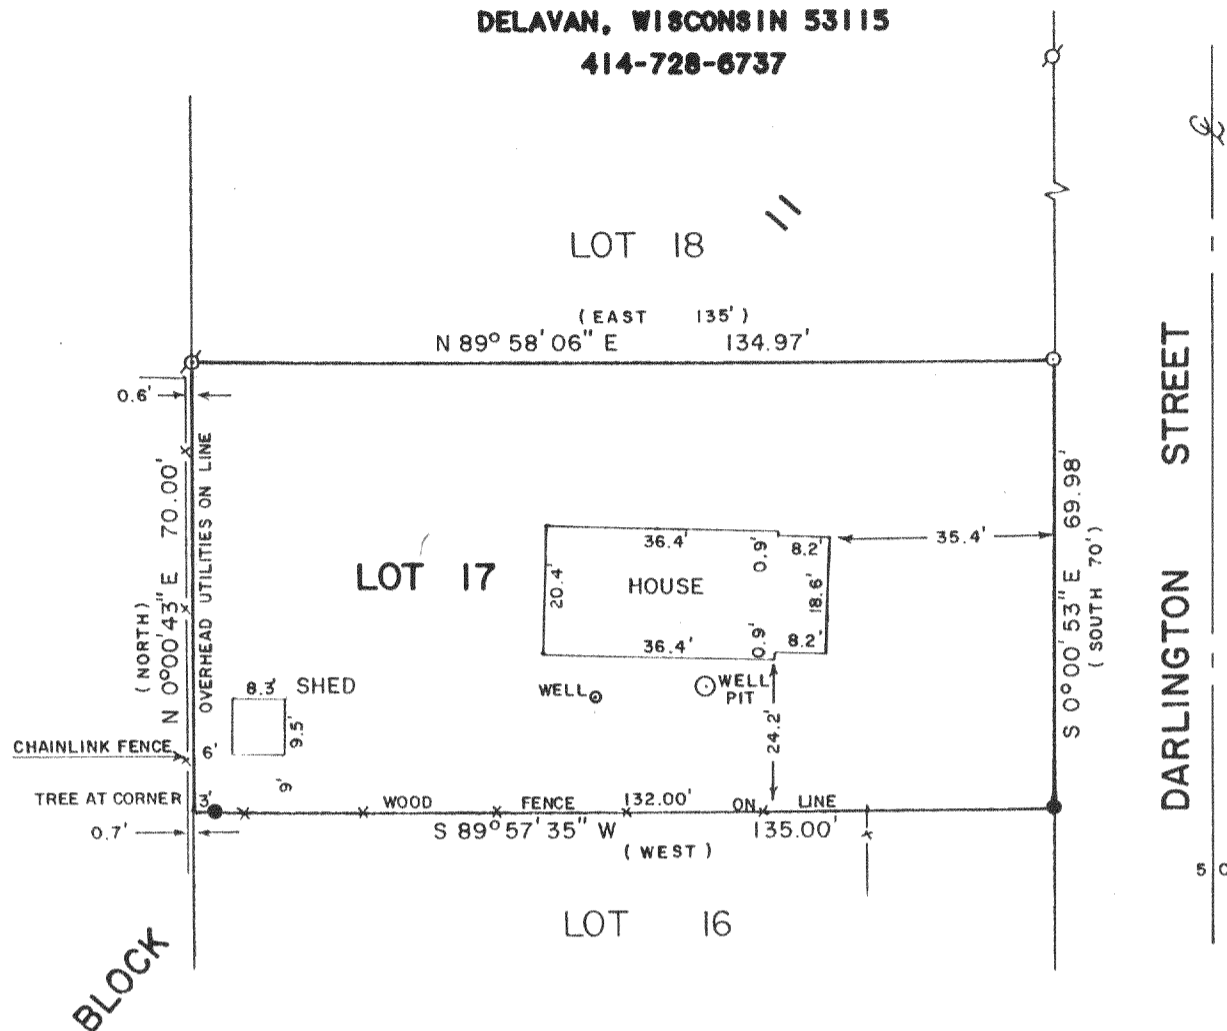 DELAVAN, WISCONSIN 53115
414-728-6737
LOT 18
11
(EAST 135')
N 89° 58' 06" E 134.97'
0.6'
(NORTH)
N 0°00'43" E 70.00'
OVERHEAD UTILITIES ON LINE
LOT 17
36.4'
0.9'
8.2'
35.4'
20.4'
HOUSE
18.6'
36.4'
0.9'
8.2'
S 0°00'53" E 69.98'
(SOUTH 70')
DARLINGTON STREET
8.3' SHED
9.5'
WELL
WELL
PIT
24.2'
CHAINLINK FENCE
6'
9'
TREE AT CORNER
3'
WOOD FENCE 132.00' ON LINE
0.7'
S 89° 57' 35" W 135.00'
(WEST)
LOT 16
BLOCK
5 0